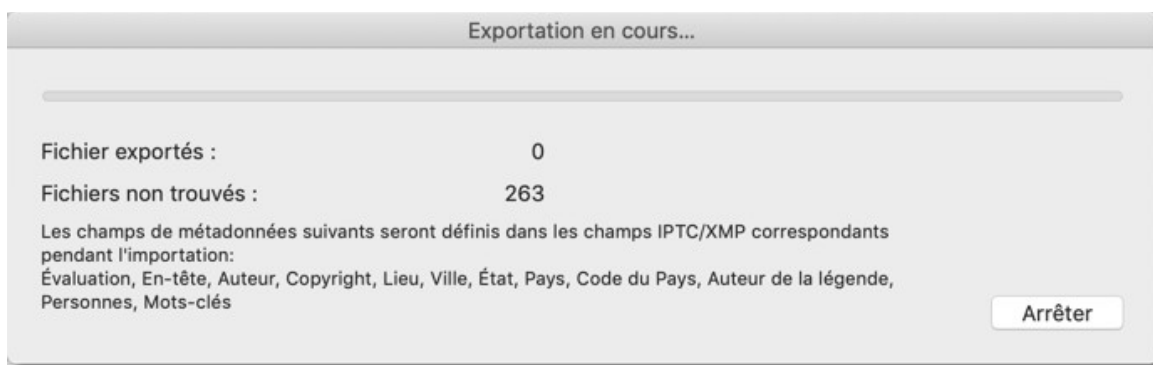 Exportation en cours...
Fichier exportés : 0
Fichiers non trouvés : 263
Les champs de métadonnées suivants seront définis dans les champs IPTC/XMP correspondants
pendant l'importation:
Évaluation, En-tête, Auteur, Copyright, Lieu, Ville, État, Pays, Code du Pays, Auteur de la légende,
Personnes, Mots-clés
Arrêter